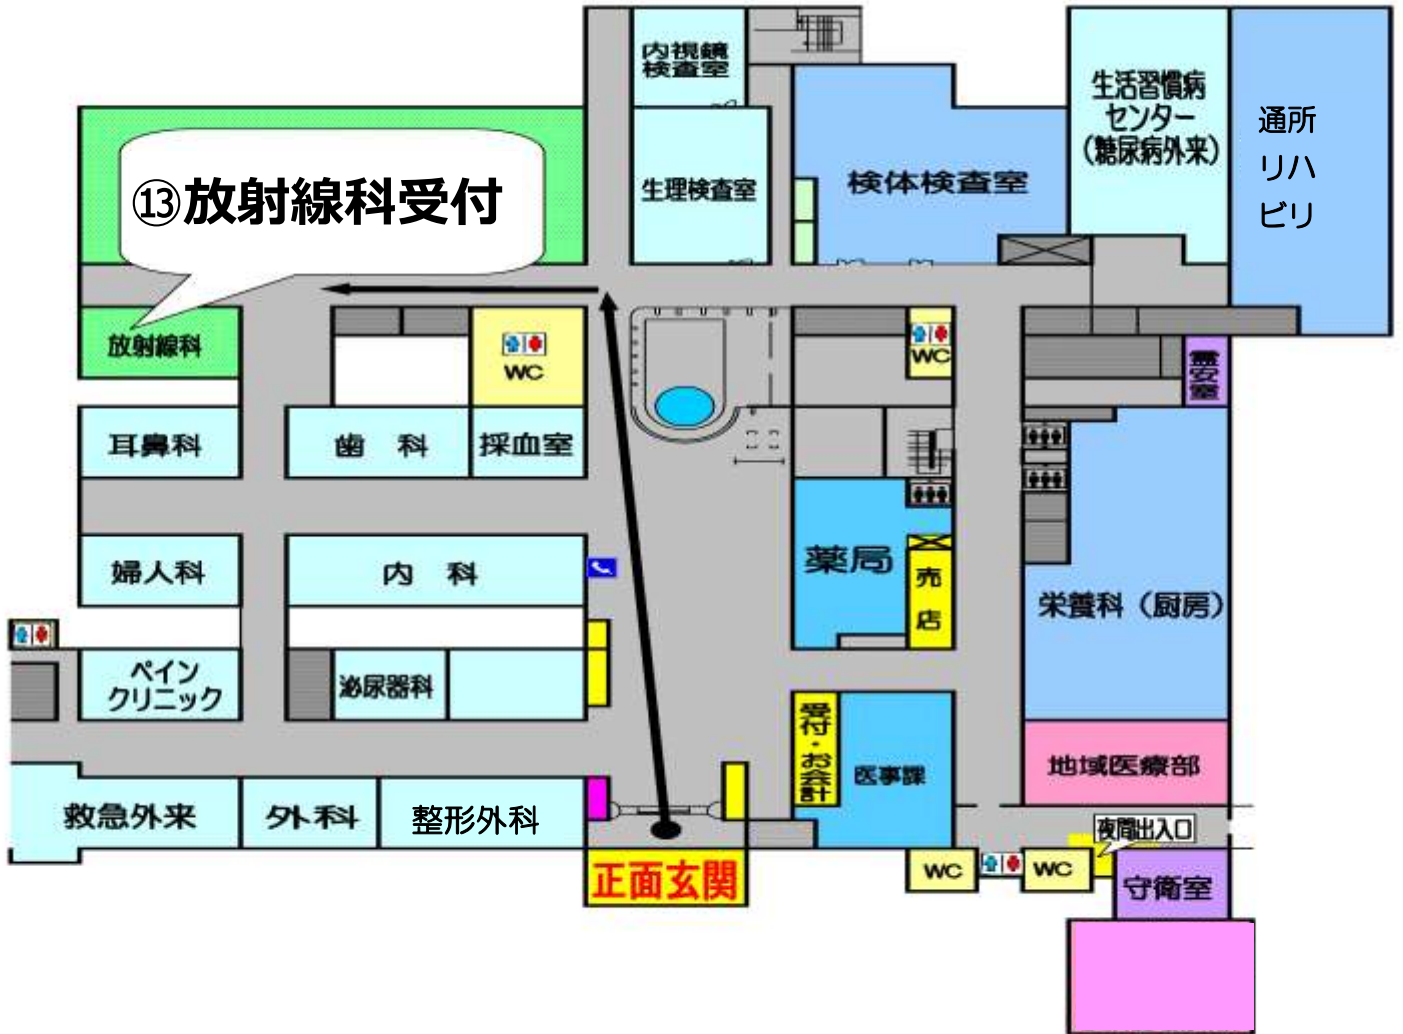 内視鏡
検査室
生活習慣病
センター
（糖尿病外来）
通所
リハ
ビリ
⑬放射線科受付
生理検査室
検体検査室
放射線科
WC
WC
霊安室
耳鼻科
歯 科
採血室
薬局
売店
婦人科
内 科
栄養科（厨房）
ペイン
クリニック
泌尿器科
受付・お会計
医事課
地域医療部
救急外来
外科
整形外科
夜間出入口
正面玄関
WC
WC
守衛室